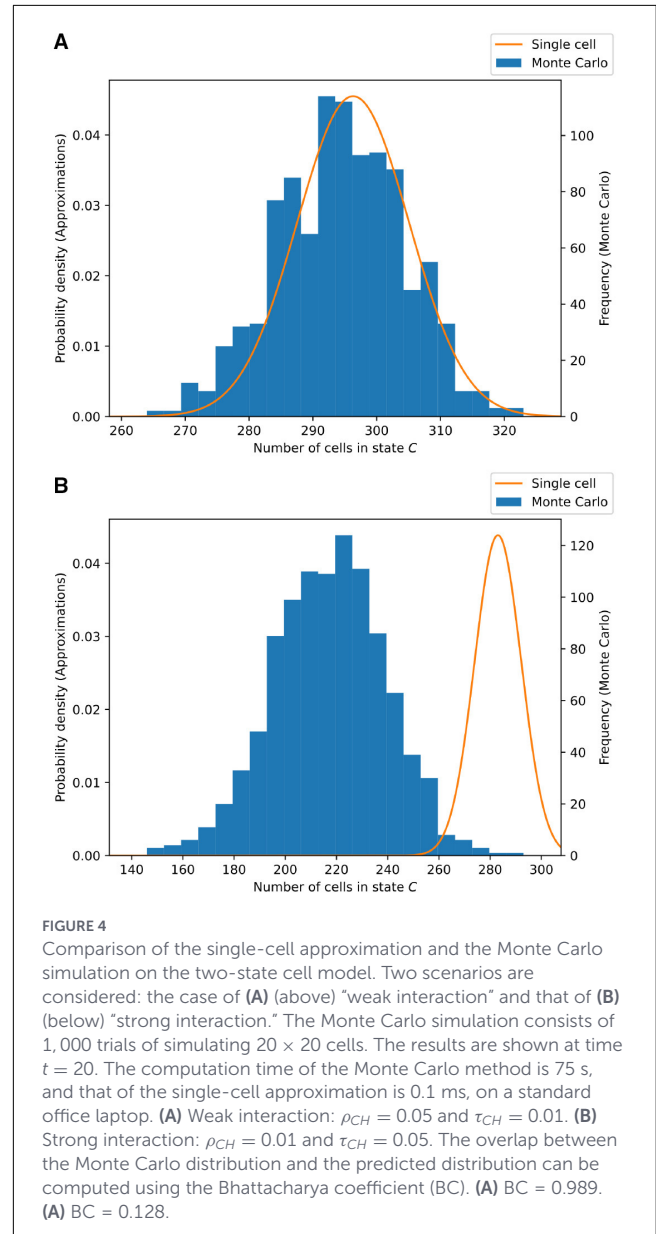 A
Single cell
Monte Carlo
Probability density (Approximations)
0.04
0.03
0.02
0.01
0.00
Frequency (Monte Carlo)
100
80
60
40
20
0
260 270 280 290 300 310 320
Number of cells in state C
B
Single cell
Monte Carlo
Probability density (Approximations)
0.04
0.03
0.02
0.01
0.00
Frequency (Monte Carlo)
120
100
80
60
40
20
0
140 160 180 200 220 240 260 280 300
Number of cells in state C
FIGURE 4
Comparison of the single-cell approximation and the Monte Carlo
simulation on the two-state cell model. Two scenarios are
considered: the case of (A) (above) “weak interaction” and that of (B)
(below) “strong interaction.” The Monte Carlo simulation consists of
1,000 trials of simulating 20 × 20 cells. The results are shown at time
t = 20. The computation time of the Monte Carlo method is 75 s,
and that of the single-cell approximation is 0.1 ms, on a standard
office laptop. (A) Weak interaction: ρCH = 0.05 and τCH = 0.01. (B)
Strong interaction: ρCH = 0.01 and τCH = 0.05. The overlap between
the Monte Carlo distribution and the predicted distribution can be
computed using the Bhattacharya coefficient (BC). (A) BC = 0.989.
(A) BC = 0.128.